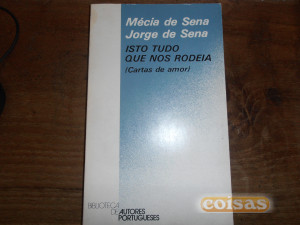 Mécia de Sena
Jorge de Sena
ISTO TUDO
QUE NOS RODEIA
(Cartas de amor)
BIBLIOTECA
DE AUTORES
PORTUGUESES
coisas